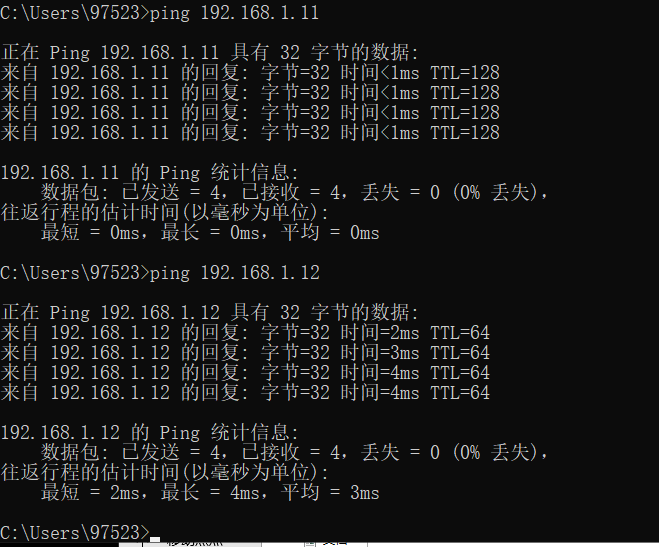 C:\Users\97523>ping 192.168.1.11
正在 Ping 192.168.1.11 具有 32 字节的数据:
来自 192.168.1.11 的回复: 字节=32 时间<1ms TTL=128
来自 192.168.1.11 的回复: 字节=32 时间<1ms TTL=128
来自 192.168.1.11 的回复: 字节=32 时间<1ms TTL=128
来自 192.168.1.11 的回复: 字节=32 时间<1ms TTL=128
192.168.1.11 的 Ping 统计信息:
数据包: 已发送 = 4，已接收 = 4，丢失 = 0 (0% 丢失)，
往返行程的估计时间(以毫秒为单位):
最短 = 0ms，最长 = 0ms，平均 = 0ms
C:\Users\97523>ping 192.168.1.12
正在 Ping 192.168.1.12 具有 32 字节的数据:
来自 192.168.1.12 的回复: 字节=32 时间=2ms TTL=64
来自 192.168.1.12 的回复: 字节=32 时间=3ms TTL=64
来自 192.168.1.12 的回复: 字节=32 时间=4ms TTL=64
来自 192.168.1.12 的回复: 字节=32 时间=4ms TTL=64
192.168.1.12 的 Ping 统计信息:
数据包: 已发送 = 4，已接收 = 4，丢失 = 0 (0% 丢失)，
往返行程的估计时间(以毫秒为单位):
最短 = 2ms，最长 = 4ms，平均 = 3ms
C:\Users\97523>